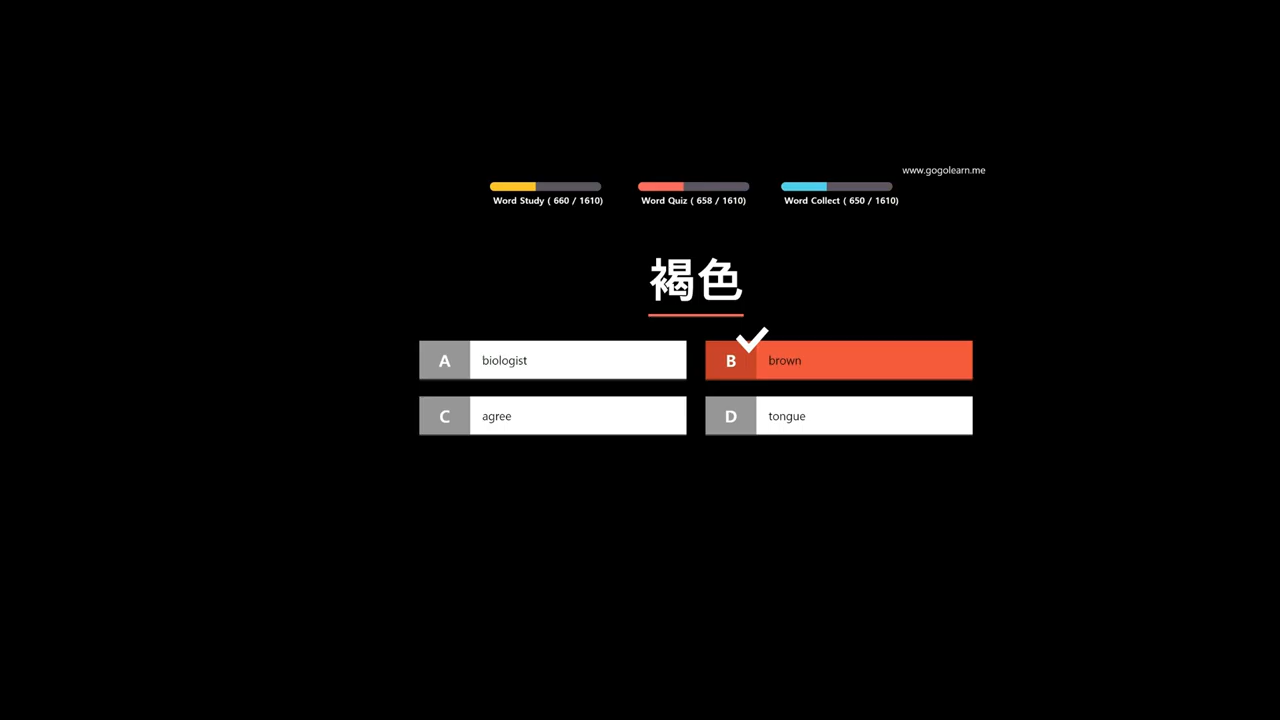 www.gogolearn.me
Word Study ( 660 / 1610)
Word Quiz ( 658 / 1610)
Word Collect ( 650 / 1610)
褐色
A biologist
B brown
C agree
D tongue